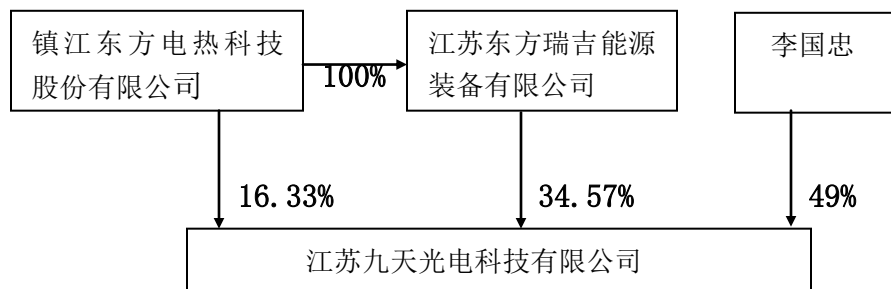 镇江东方电热科技
股份有限公司
100%
江苏东方瑞吉能源
装备有限公司
李国忠
16.33%
34.57%
49%
江苏九天光电科技有限公司